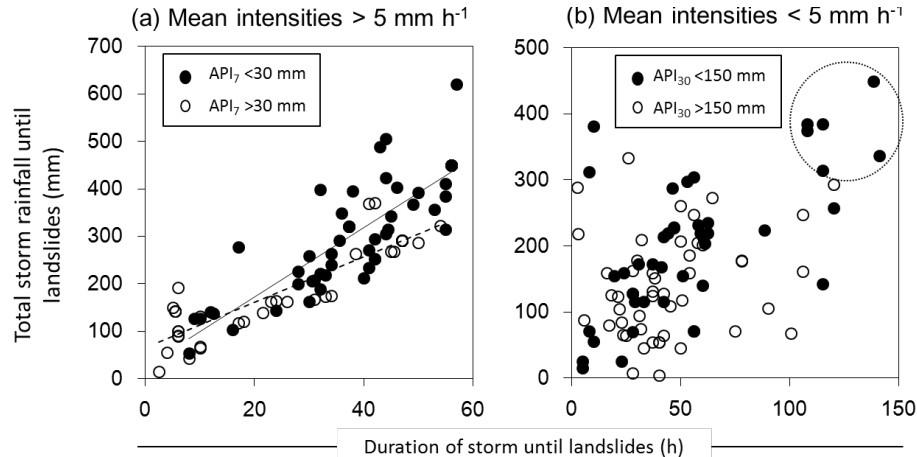 (a) Mean intensities > 5 mm h-1
(b) Mean intensities < 5 mm h-1
Total storm rainfall until
landslides (mm)
700
600
500
400
300
200
100
0
API7 <30 mm
API7 >30 mm
0 20 40 60
500
400
300
200
100
0
API30 <150 mm
API30 >150 mm
0 50 100 150
Duration of storm until landslides (h)